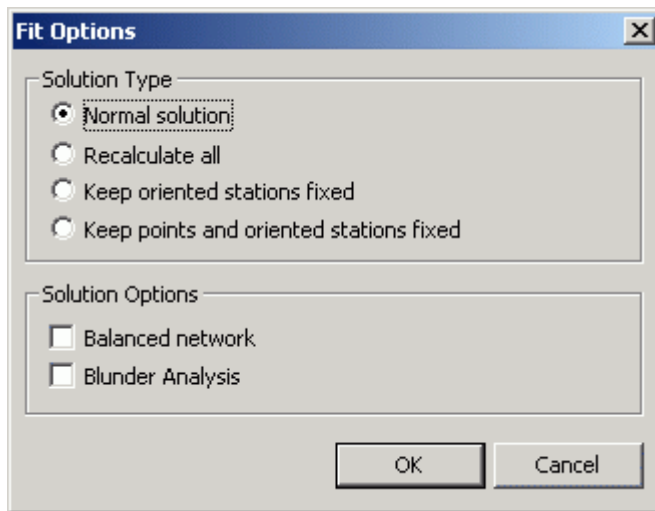 Fit Options
Solution Type
Normal solution
Recalculate all
Keep oriented stations fixed
Keep points and oriented stations fixed
Solution Options
Balanced network
Blunder Analysis
OK Cancel